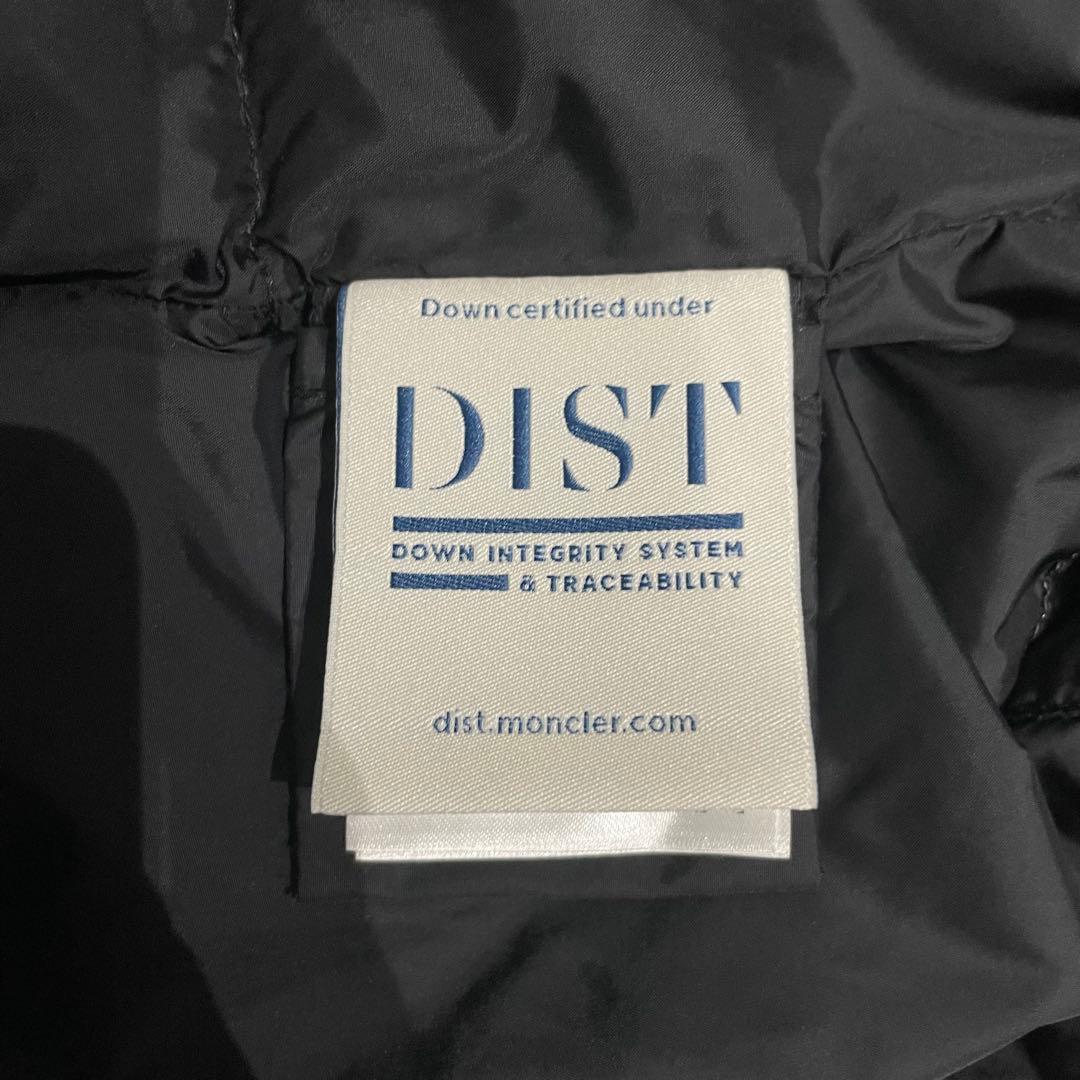 Down certified under
DIST
DOWN INTEGRITY SYSTEM
& TRACEABILITY
dist.moncler.com